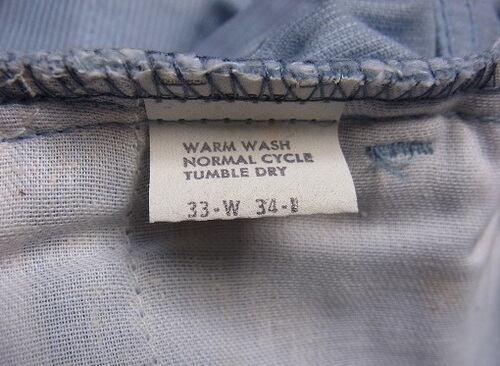 WARM WASH
NORMAL CYCLE
TUMBLE DRY
33-W 34-